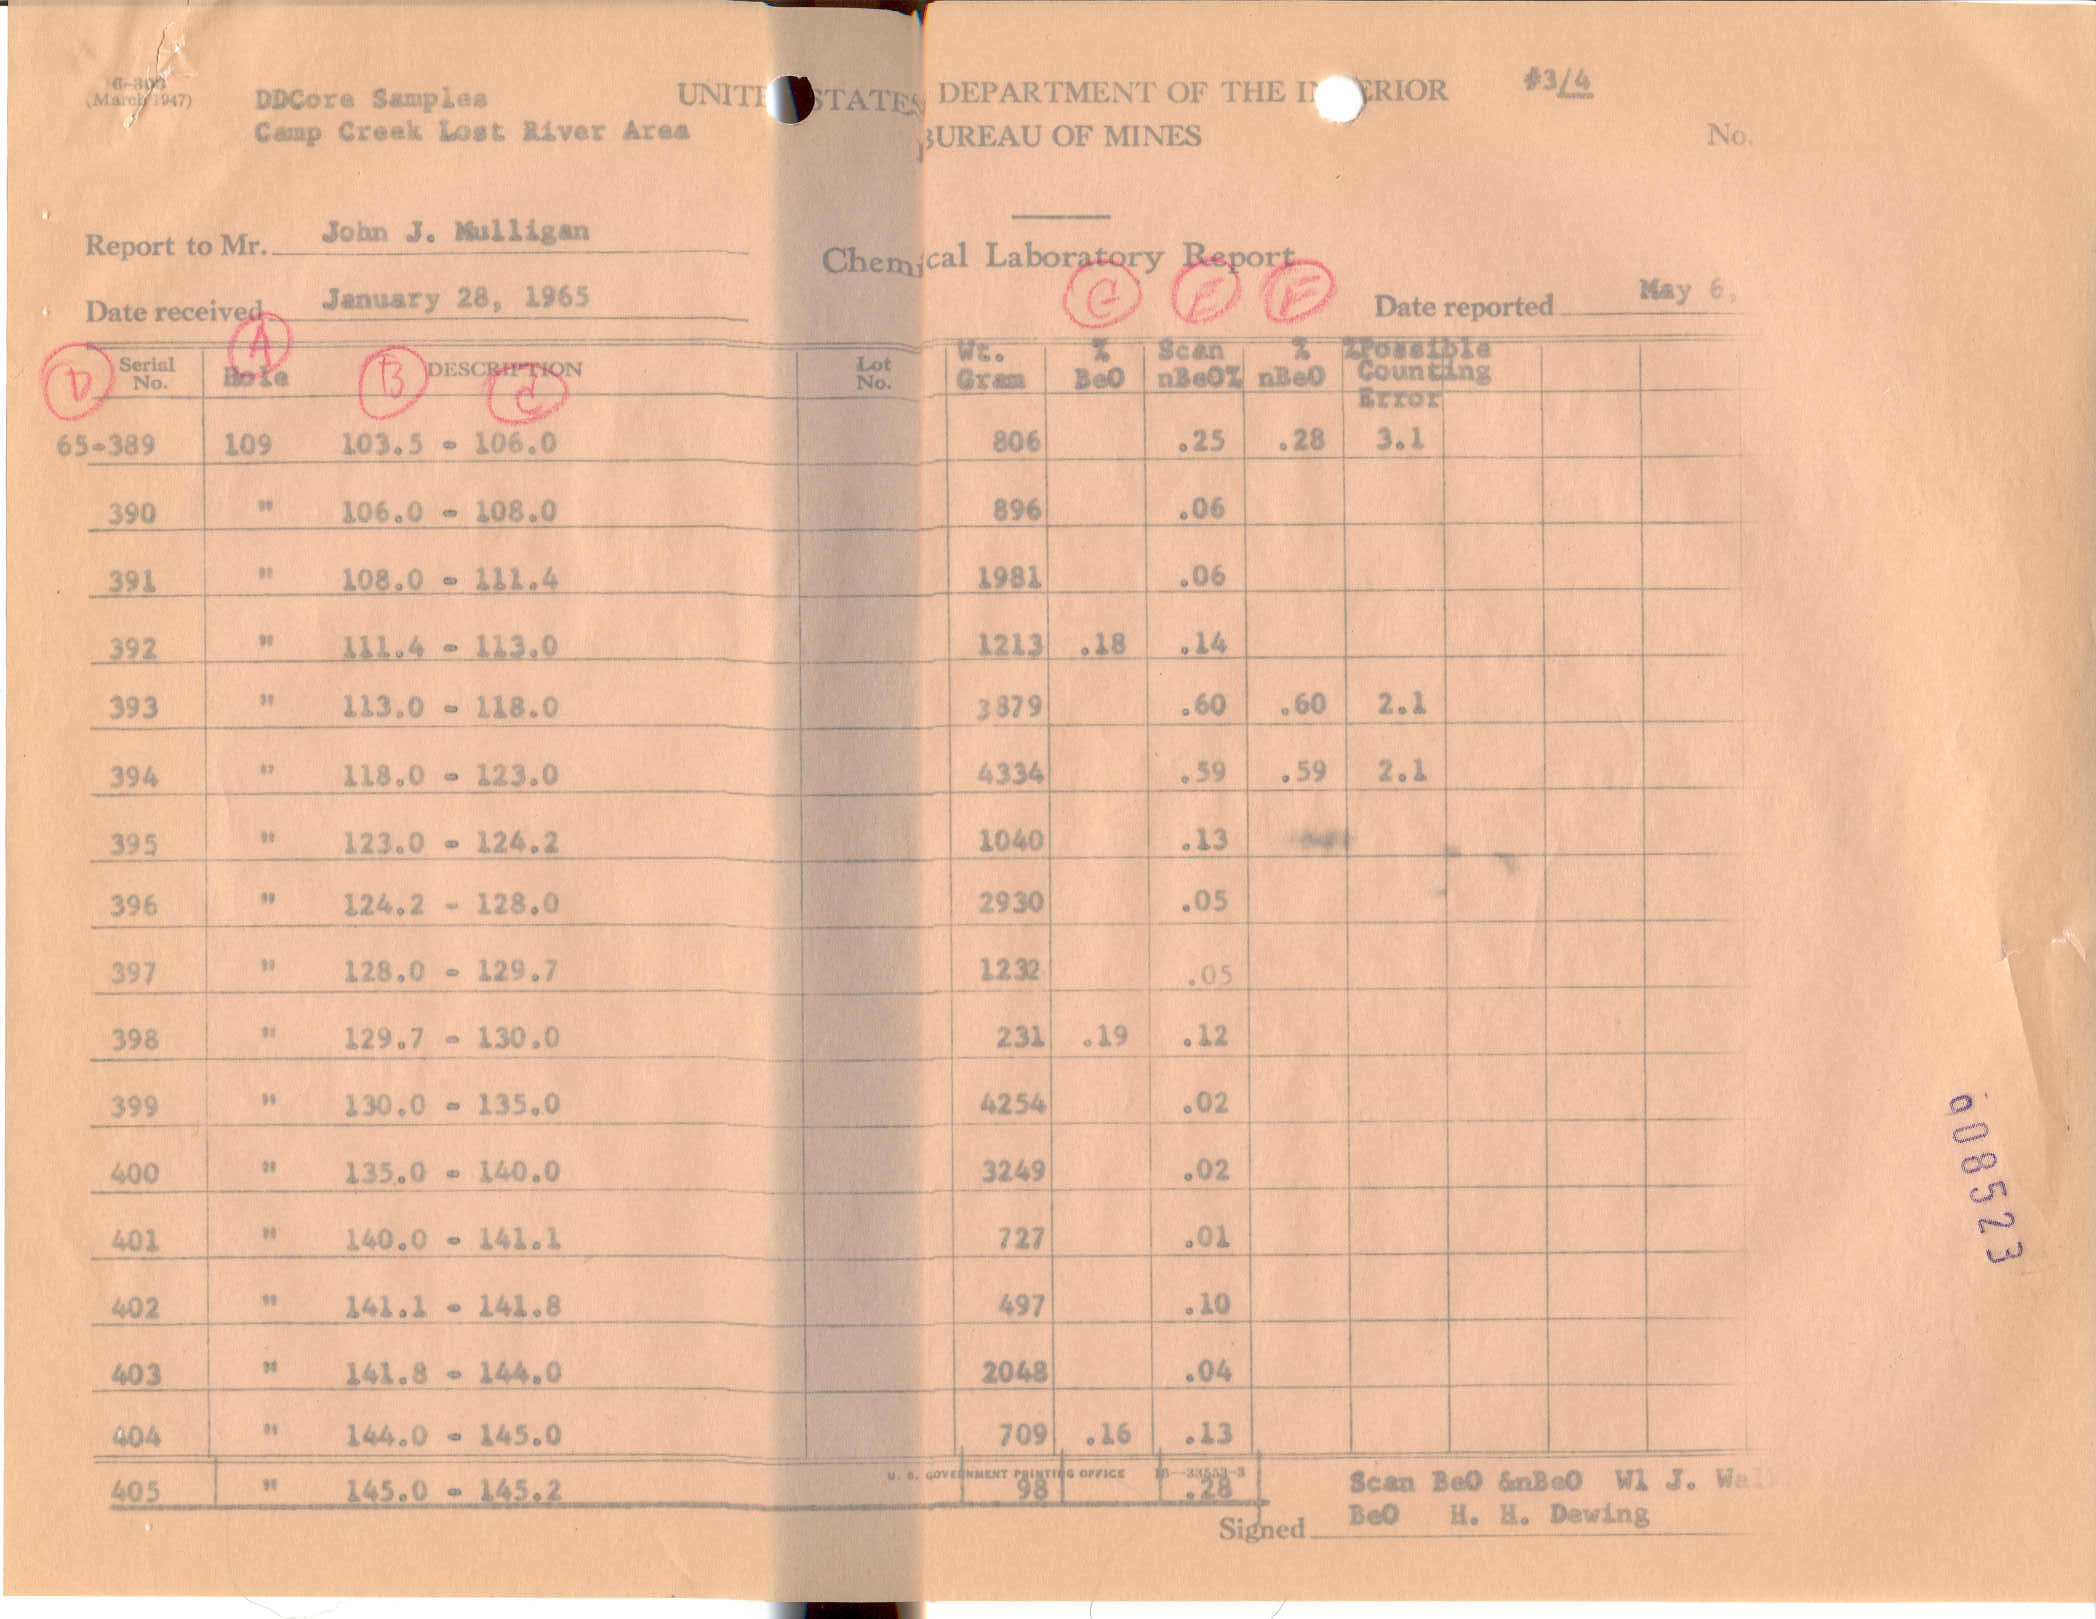 6-303
(March 1947)
DDCore Samples
Camp Creek Lost River Area
UNITE STATES DEPARTMENT OF THE IN ERIOR
BUREAU OF MINES
#3/4
No.
Report to Mr. John J. Mulligan
Chemical Laboratory Report
Date received January 28, 1965
Date reported May 6,
D A B C G E F
Serial No. Hole DESCRIPTION Lot No. Wt. Gram % BeO Scan nBeO% % nBeO %Possible Counting Error
65-389 109 103.5 - 106.0 806 .25 .28 3.1
390 " 106.0 - 108.0 896 .06
391 " 108.0 - 111.4 1981 .06
392 " 111.4 - 113.0 1213 .18 .14
393 " 113.0 - 118.0 3879 .60 .60 2.1
394 " 118.0 - 123.0 4334 .59 .59 2.1
395 " 123.0 - 124.2 1040 .13
396 " 124.2 - 128.0 2930 .05
397 " 128.0 - 129.7 1232 .05
398 " 129.7 - 130.0 231 .19 .12
399 " 130.0 - 135.0 4254 .02
400 " 135.0 - 140.0 3249 .02
401 " 140.0 - 141.1 727 .01
402 " 141.1 - 141.8 497 .10
403 " 141.8 - 144.0 2048 .04
404 " 144.0 - 145.0 709 .16 .13
U. S. GOVERNMENT PRINTING OFFICE 16—33553-3
405 " 145.0 - 145.2 98 .28
Scan BeO &nBeO Wl J.
BeO H. H. Dewing
Signed
008523